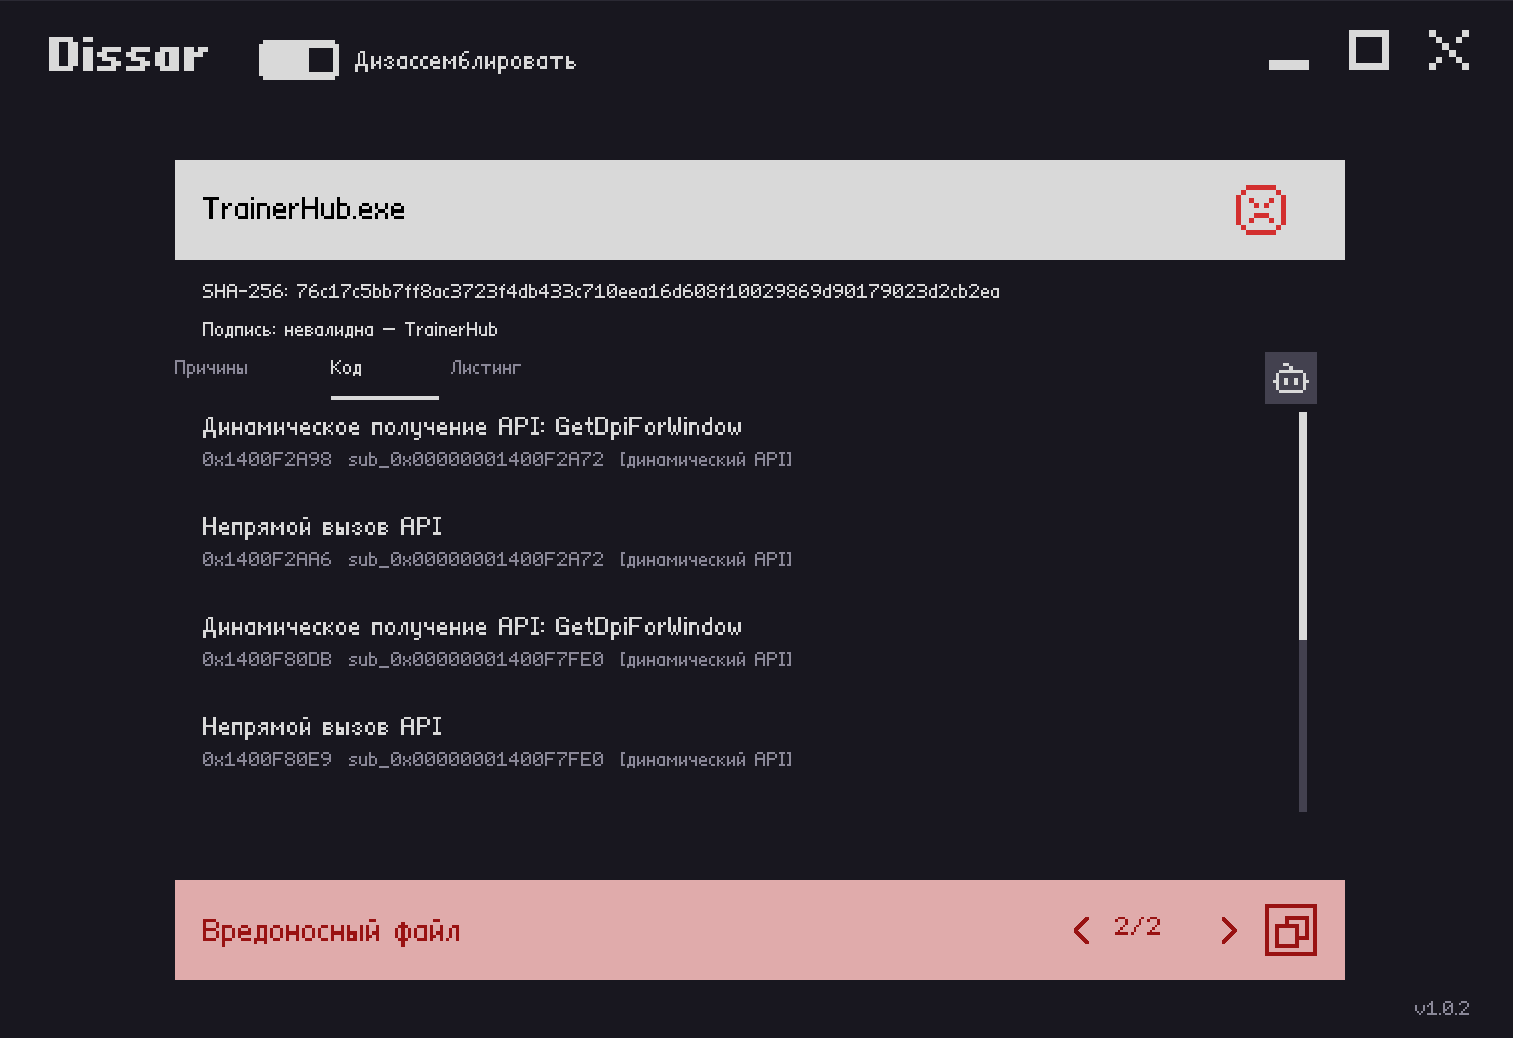 Dissar
Дизассемблировать
TrainerHub.exe
SHA-256: 76c17c5bb7ff8ac3723f4db433c710eea16d608f10029869d90179023d2cb2ea
Подпись: невалидна — TrainerHub
Причины Код Листинг
Динамическое получение API: GetDpiForWindow
0x1400F2A98 sub_0x00000001400F2A72 [динамический API]
Непрямой вызов API
0x1400F2AA6 sub_0x00000001400F2A72 [динамический API]
Динамическое получение API: GetDpiForWindow
0x1400F80DB sub_0x00000001400F7FE0 [динамический API]
Непрямой вызов API
0x1400F80E9 sub_0x00000001400F7FE0 [динамический API]
Вредоносный файл
2/2
v1.0.2